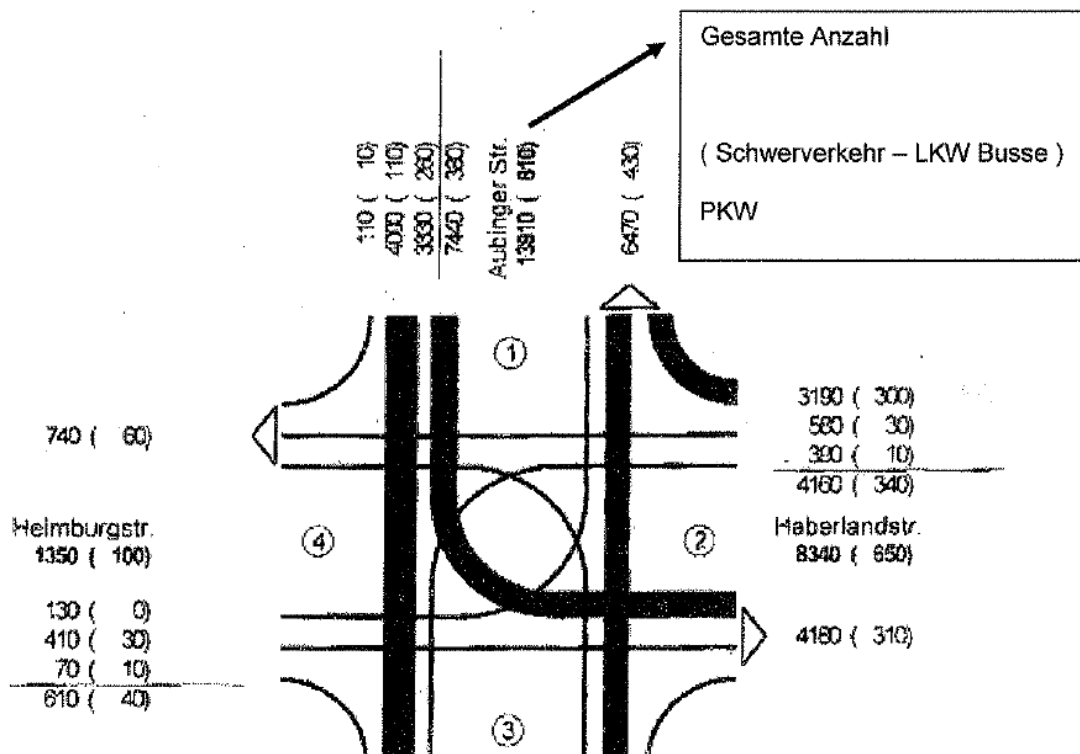 Gesamte Anzahl
( Schwerverkehr – LKW Busse )
PKW
110 ( 10)
4000 ( 110)
3330 ( 260)
7440 ( 380)
Aubinger Str.
13910 ( 810)
6470 ( 430)
1
3190 ( 300)
580 ( 30)
390 ( 10)
4160 ( 340)
740 ( 60)
Heimburgstr.
1350 ( 100)
4
2
Haberlandstr.
8340 ( 650)
130 ( 0)
410 ( 30)
70 ( 10)
610 ( 40)
4180 ( 310)
3